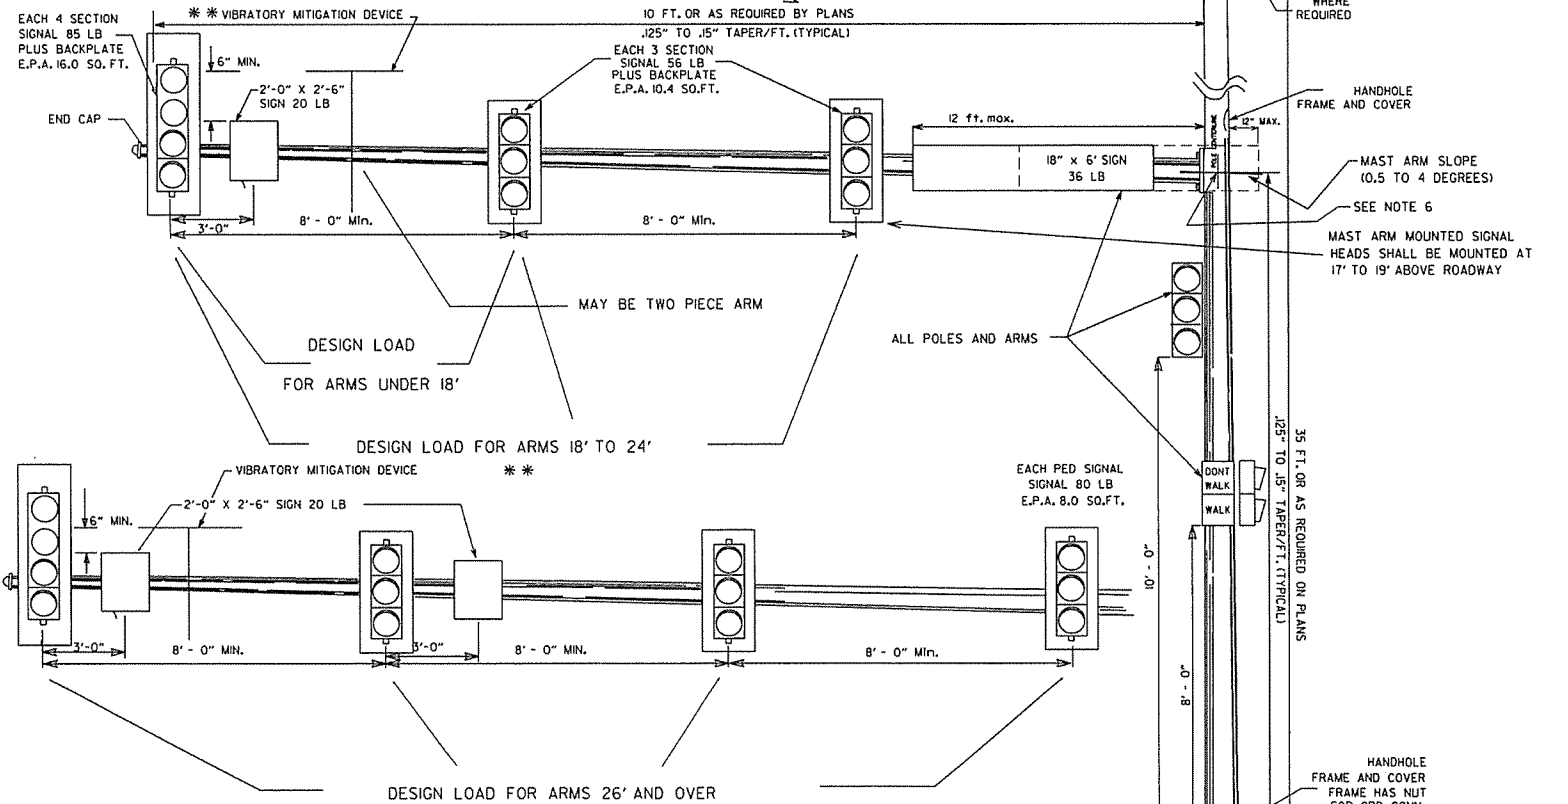 EACH 4 SECTION
SIGNAL 85 LB
PLUS BACKPLATE
E.P.A. 16.0 SQ. FT.
** VIBRATORY MITIGATION DEVICE
10 FT. OR AS REQUIRED BY PLANS
.125" TO .15" TAPER/FT. (TYPICAL)
WHERE
REQUIRED
6" MIN.
EACH 3 SECTION
SIGNAL 56 LB
PLUS BACKPLATE
E.P.A. 10.4 SQ.FT.
2'-0" X 2'-6"
SIGN 20 LB
END CAP
HANDHOLE
FRAME AND COVER
12 ft. max.
POLE CENTERLINE
12" MAX.
18" x 6' SIGN
36 LB
MAST ARM SLOPE
(0.5 TO 4 DEGREES)
SEE NOTE 6
3'-0"
8' - 0" Min.
8' - 0" Min.
MAST ARM MOUNTED SIGNAL
HEADS SHALL BE MOUNTED AT
17' TO 19' ABOVE ROADWAY
MAY BE TWO PIECE ARM
DESIGN LOAD
FOR ARMS UNDER 18'
ALL POLES AND ARMS
DESIGN LOAD FOR ARMS 18' TO 24'
VIBRATORY MITIGATION DEVICE
**
2'-0" X 2'-6" SIGN 20 LB
6" MIN.
EACH PED SIGNAL
SIGNAL 80 LB
E.P.A. 8.0 SQ.FT.
DONT
WALK
WALK
35 FT. OR AS REQUIRED ON PLANS
.125" TO .15" TAPER/FT. (TYPICAL)
10' - 0"
8' - 0"
3'-0"
8' - 0" MIN.
3'-0"
8' - 0" MIN.
8' - 0" Min.
DESIGN LOAD FOR ARMS 26' AND OVER
HANDHOLE
FRAME AND COVER
FRAME HAS NUT